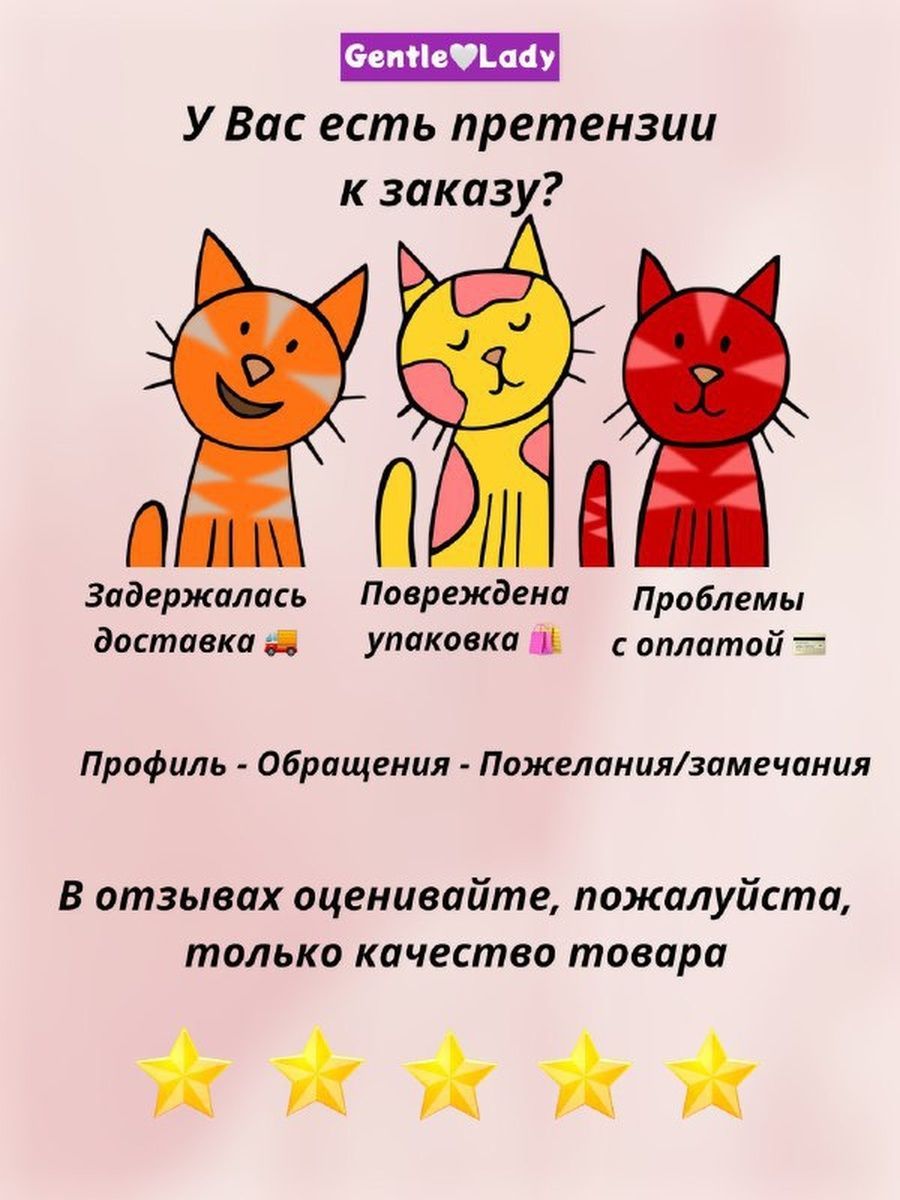 Gentle🤍Lady
У Вас есть претензии
к заказу?
Задержалась
доставка 🚚
Повреждена
упаковка 🛍️
Проблемы
с оплатой 💳
Профиль - Обращения - Пожелания/замечания
В отзывах оценивайте, пожалуйста,
только качество товара